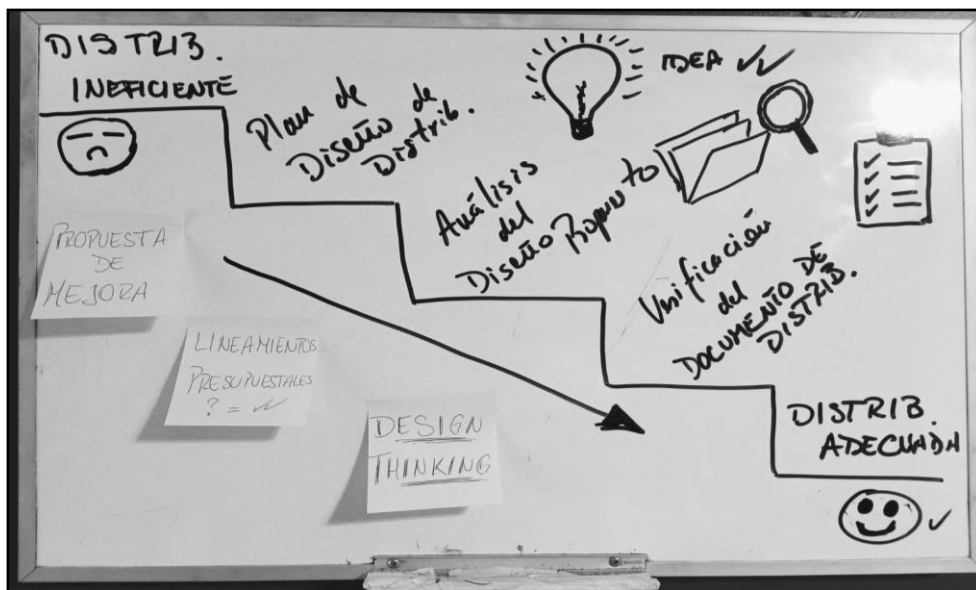 DISTRIB.
INEFICIENTE
Plan de
Diseño de
Distrib.
IDEA
Análisis
del
Diseño Propuesto
Verificación
del
DOCUMENTO DE
DISTRIB.
DISTRIB.
ADECUADA
PROPUESTA
DE
MEJORA
LINEAMIENTOS
PRESUPUESTALES
? = ✓✓
DESIGN
THINKING